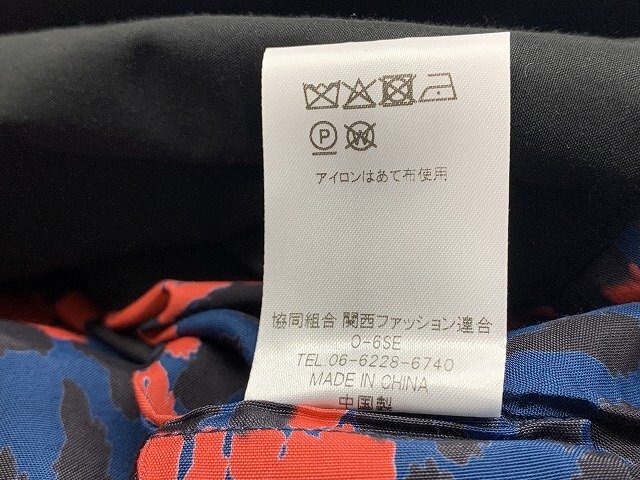 P W
アイロンはあて布使用
協同組合 関西ファッション連合
O-6SE
TEL.06-6228-6740
MADE IN CHINA
中国製